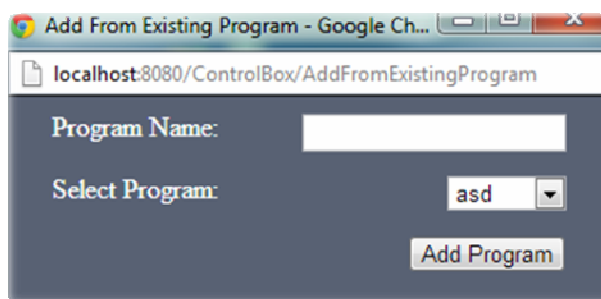 Add From Existing Program - Google Ch...
localhost:8080/ControlBox/AddFromExistingProgram
Program Name:
Select Program: asd
Add Program